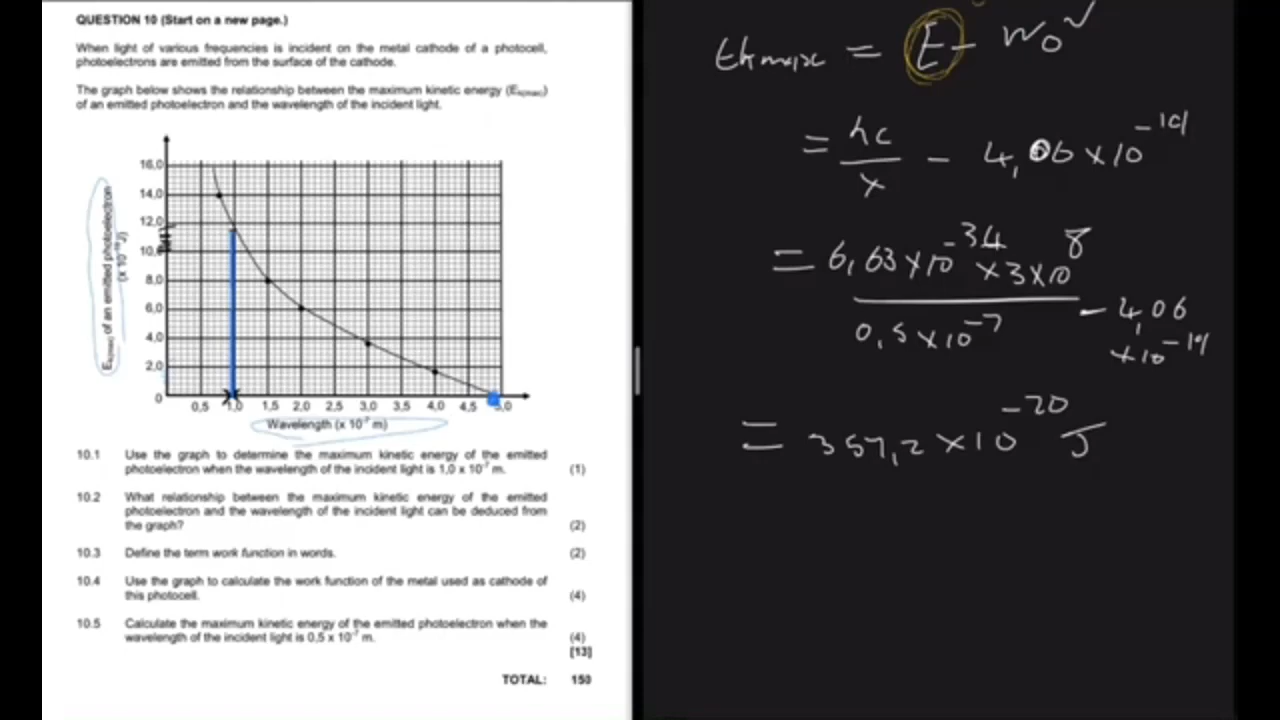 QUESTION 10 (Start on a new page.)
When light of various frequencies is incident on the metal cathode of a photocell,
photoelectrons are emitted from the surface of the cathode.
The graph below shows the relationship between the maximum kinetic energy (Ek(max))
of an emitted photoelectron and the wavelength of the incident light.
Ek(max) of an emitted photoelectron
(x 10⁻¹⁹ J)
16,0
14,0
12,0
10,0
8,0
6,0
4,0
2,0
0
0,5 1,0 1,5 2,0 2,5 3,0 3,5 4,0 4,5 5,0
Wavelength (x 10⁻⁷ m)
10.1 Use the graph to determine the maximum kinetic energy of the emitted
photoelectron when the wavelength of the incident light is 1,0 x 10⁻⁷ m. (1)
10.2 What relationship between the maximum kinetic energy of the emitted
photoelectron and the wavelength of the incident light can be deduced from
the graph? (2)
10.3 Define the term work function in words. (2)
10.4 Use the graph to calculate the work function of the metal used as cathode of
this photocell. (4)
10.5 Calculate the maximum kinetic energy of the emitted photoelectron when the
wavelength of the incident light is 0,5 x 10⁻⁷ m. (4)
[13]
TOTAL: 150
Ekmax = E - W0
= hc / λ - 4,06 x 10⁻¹⁹
= 6,63 x 10⁻³⁴ x 3 x 10⁸
0,5 x 10⁻⁷ - 4,06
x 10⁻¹⁹
= 357,2 x 10⁻²⁰ J